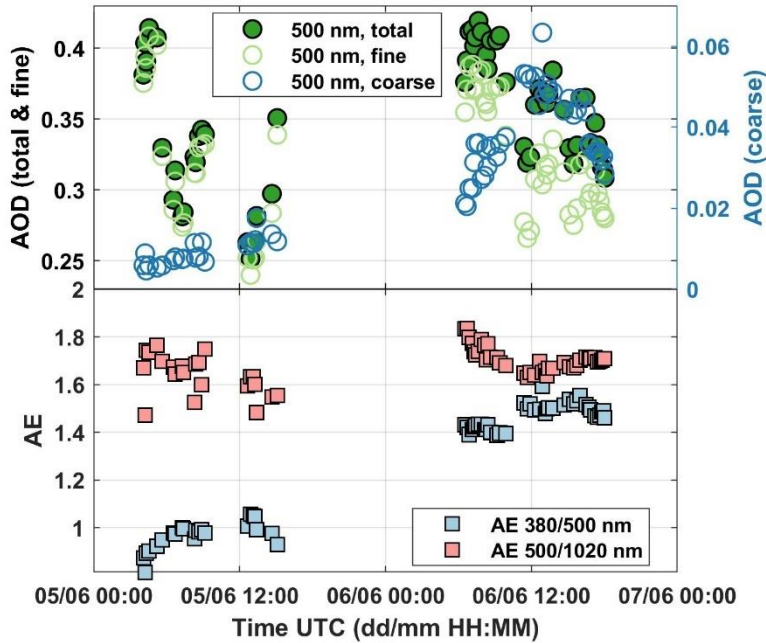 500 nm, total
500 nm, fine
500 nm, coarse
0.4
0.35
0.3
0.25
AOD (total & fine)
0.06
0.04
0.02
0
AOD (coarse)
2
1.8
1.6
1.4
1.2
1
AE
AE 380/500 nm
AE 500/1020 nm
05/06 00:00 05/06 12:00 06/06 00:00 06/06 12:00 07/06 00:00
Time UTC (dd/mm HH:MM)